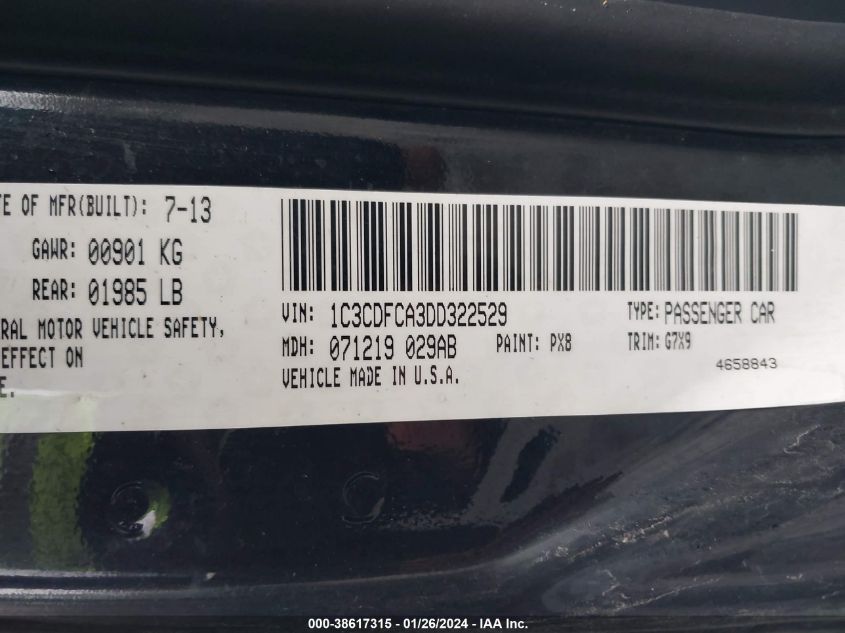 TE OF MFR(BUILT): 7-13
GAWR: 00901 KG
REAR: 01985 LB
RAL MOTOR VEHICLE SAFETY,
EFFECT ON
E.
VIN: 1C3CDFCA3DD322529
TYPE: PASSENGER CAR
MDH: 071219 029AB
PAINT: PX8
TRIM: G7X9
VEHICLE MADE IN U.S.A.
4658843
000-38617315 - 01/26/2024 - IAA Inc.